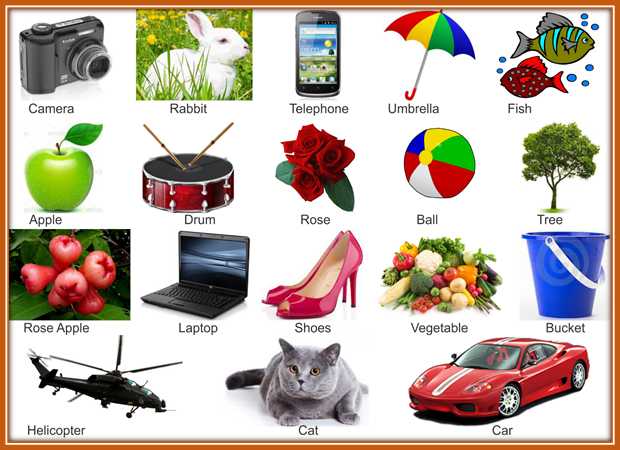 Camera
Rabbit
Telephone
Umbrella
Fish
Apple
Drum
Rose
Ball
Tree
Rose Apple
Laptop
Shoes
Vegetable
Bucket
Helicopter
Cat
Car